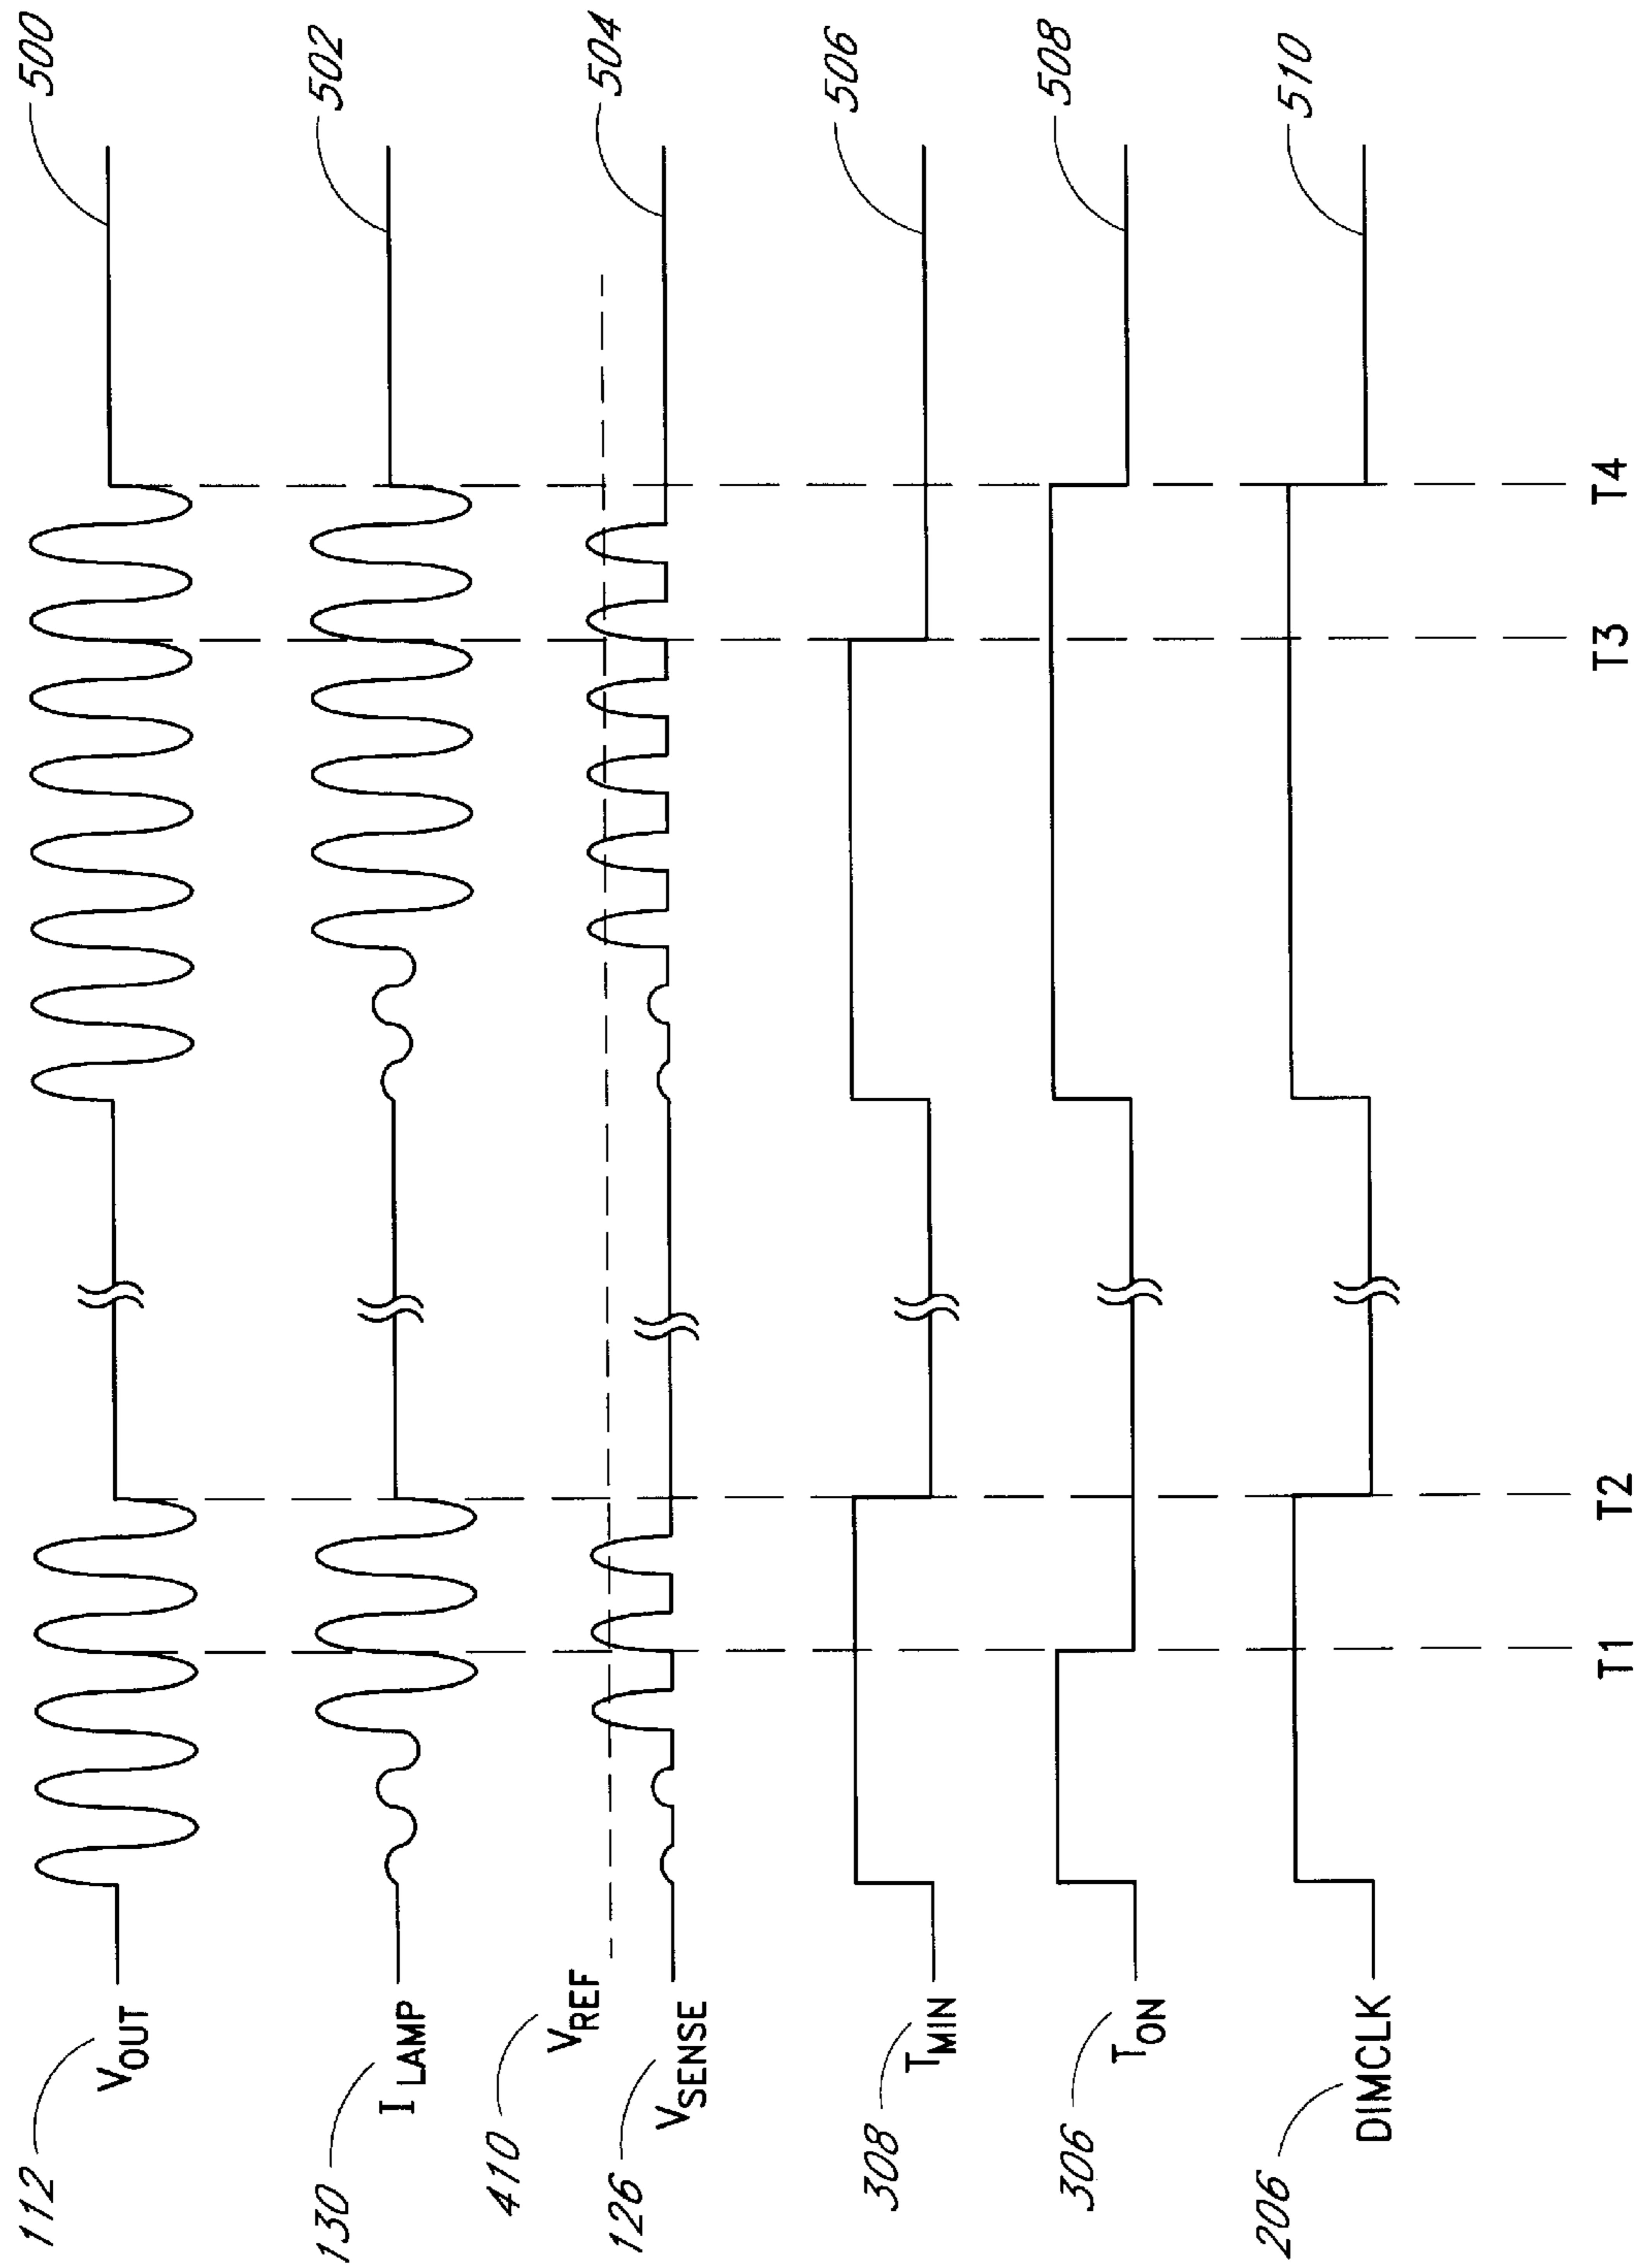 112
V_OUT
500
130
I_LAMP
502
410
V_REF
126
V_SENSE
504
308
T_MIN
506
306
T_ON
508
206
DIMCLK
510
T1
T2
T3
T4